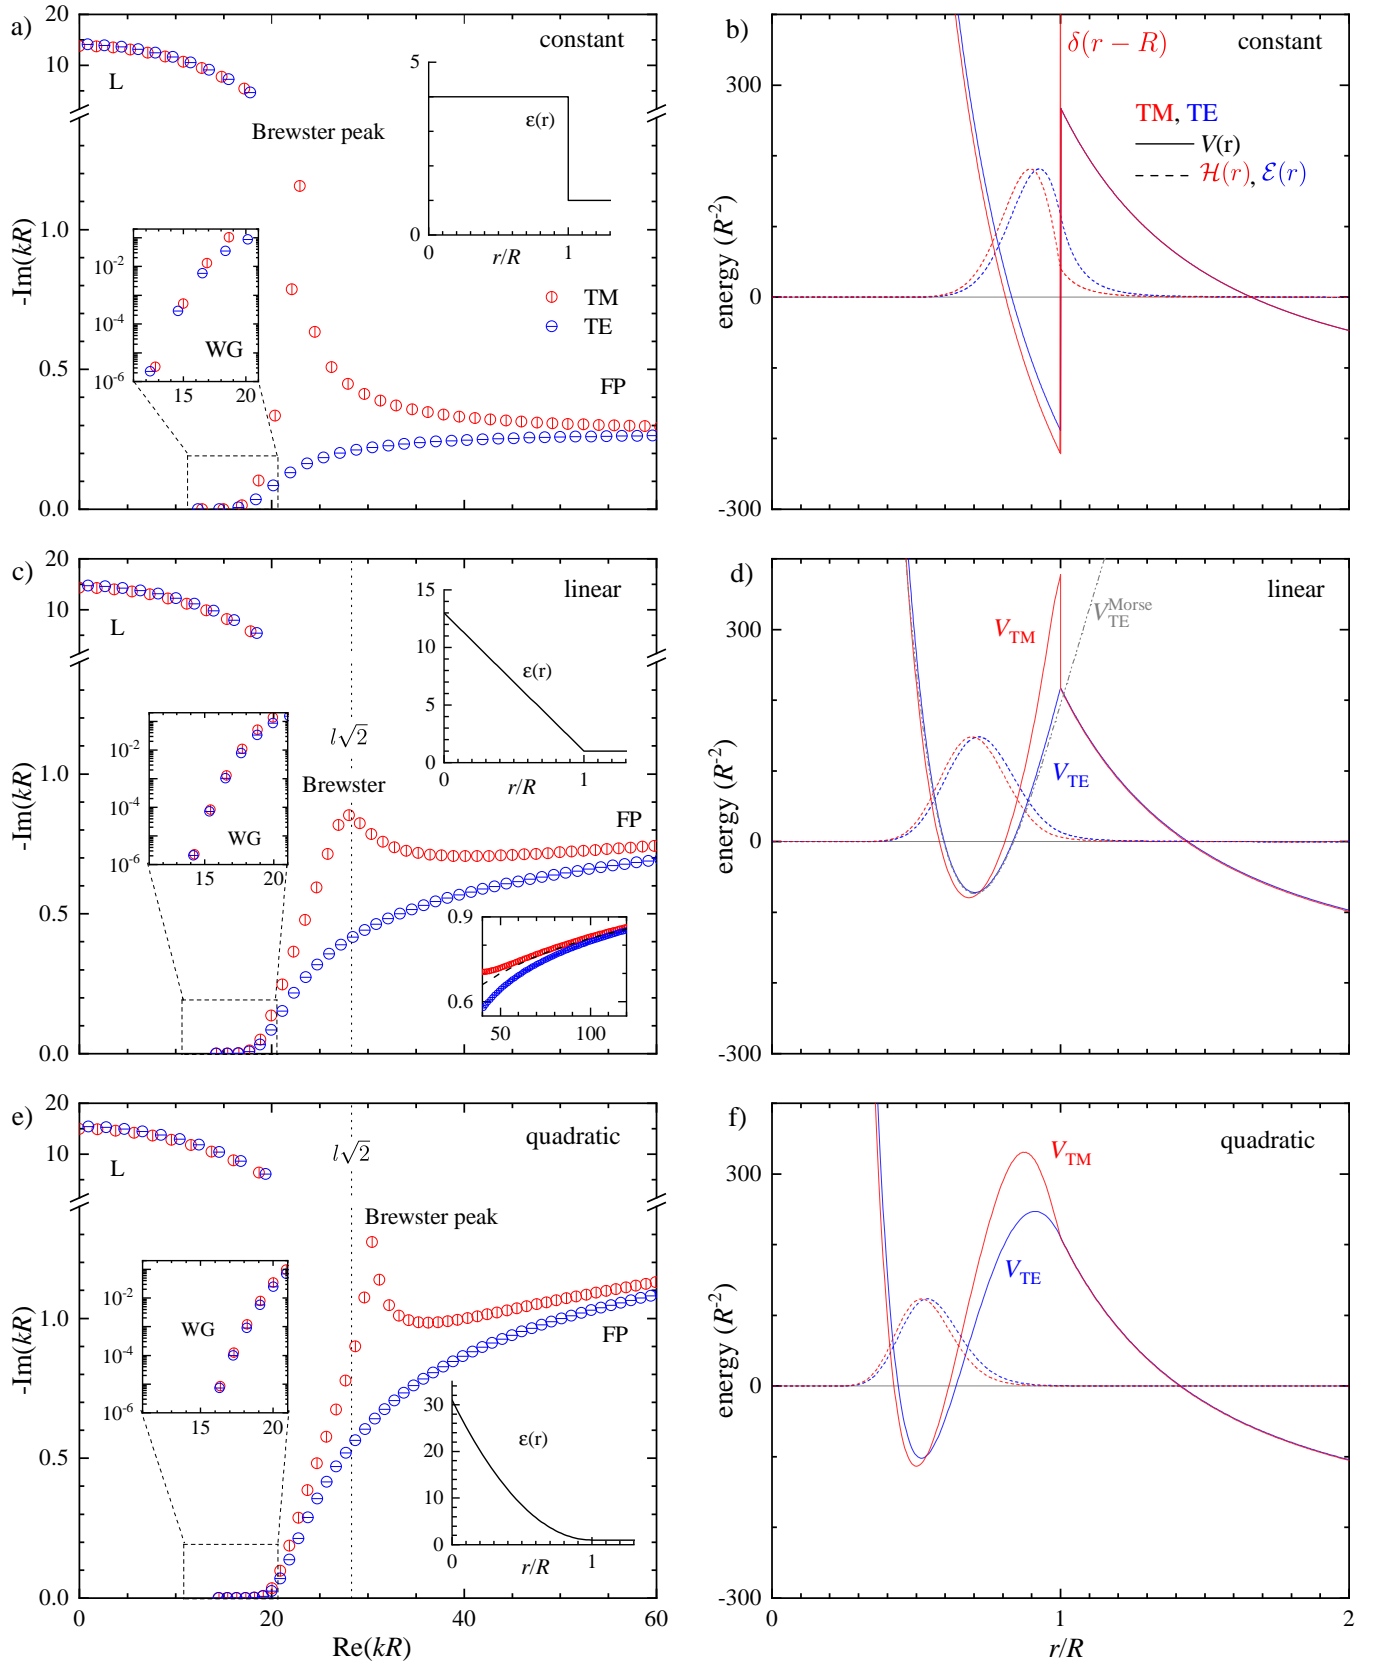 a)
constant
20
10
L
Brewster peak
5
0
ε(r)
0
1
r/R
1.0
0.5
0.0
-Im(kR)
10⁻²
10⁻⁴
10⁻⁶
WG
15
20
TM
TE
FP
b)
constant
δ(r − R)
TM, TE
V(r)
ℋ(r), ℰ(r)
300
0
-300
energy (R⁻²)
c)
linear
20
10
L
15
10
5
0
ε(r)
0
1
r/R
l√2
Brewster
1.0
0.5
0.0
-Im(kR)
10⁻²
10⁻⁴
10⁻⁶
WG
15
20
FP
0.9
0.6
50
100
d)
linear
V_TM
V_TE^Morse
V_TE
300
0
-300
energy (R⁻²)
e)
quadratic
20
10
L
l√2
Brewster peak
1.0
0.5
0.0
-Im(kR)
10⁻²
10⁻⁴
10⁻⁶
WG
15
20
FP
30
20
10
0
ε(r)
0
1
r/R
0
20
40
60
Re(kR)
f)
quadratic
V_TM
V_TE
300
0
-300
energy (R⁻²)
0
1
2
r/R